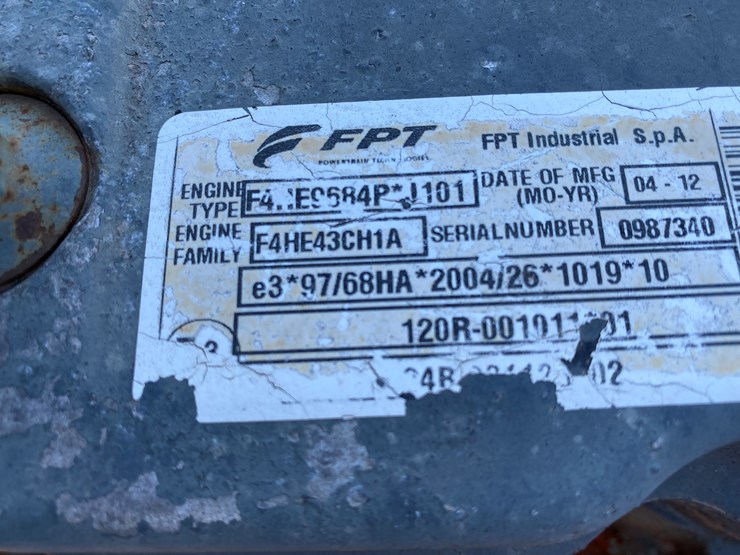 FPT
FPT Industrial S.p.A.
POWERTRAIN
ENGINE TYPE
DATE OF MFG (MO-YR) 04 - 12
ENGINE FAMILY F4HE43CH1A
SERIALNUMBER 0987340
e3*97/68HA*2004/26*1019*10